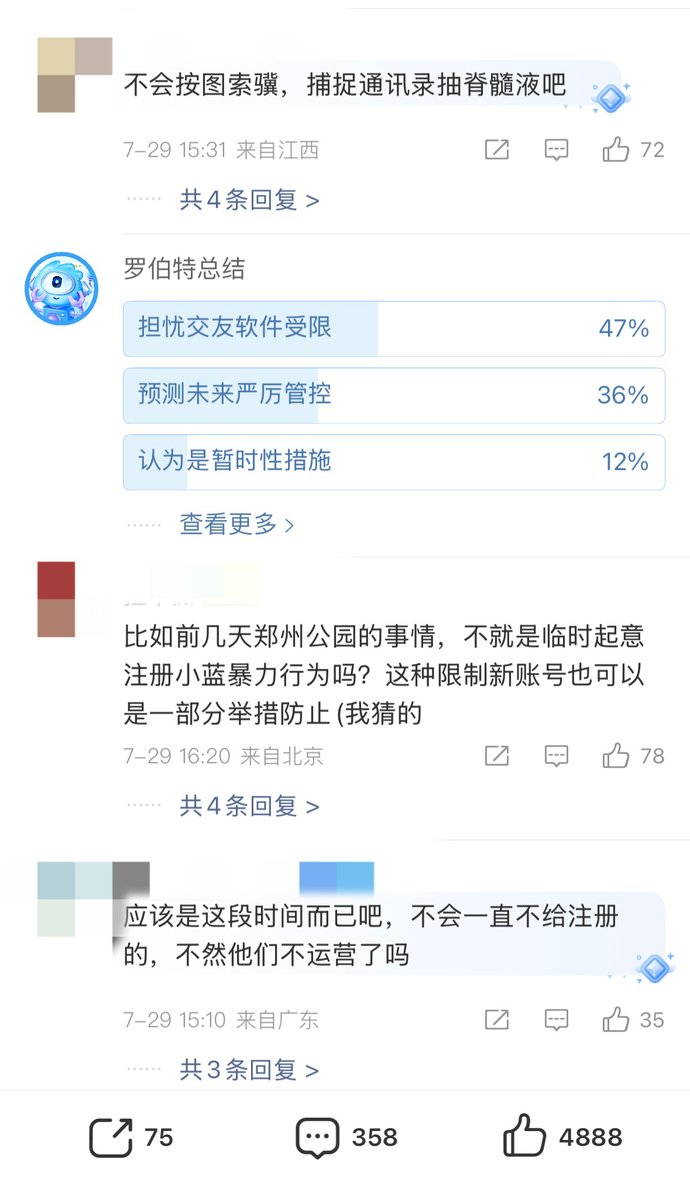 不会按图索骥，捕捉通讯录抽脊髓液吧
7-29 15:31 来自江西
72
共4条回复 >
罗伯特总结
担忧交友软件受限 47%
预测未来严厉管控 36%
认为是暂时性措施 12%
查看更多 >
比如前几天郑州公园的事情，不就是临时起意
注册小蓝暴力行为吗？这种限制新账号也可以
是一部分举措防止(我猜的
7-29 16:20 来自北京
78
共4条回复 >
应该是这段时间而已吧，不会一直不给注册
的，不然他们不运营了吗
7-29 15:10 来自广东
35
共3条回复 >
75 358 4888